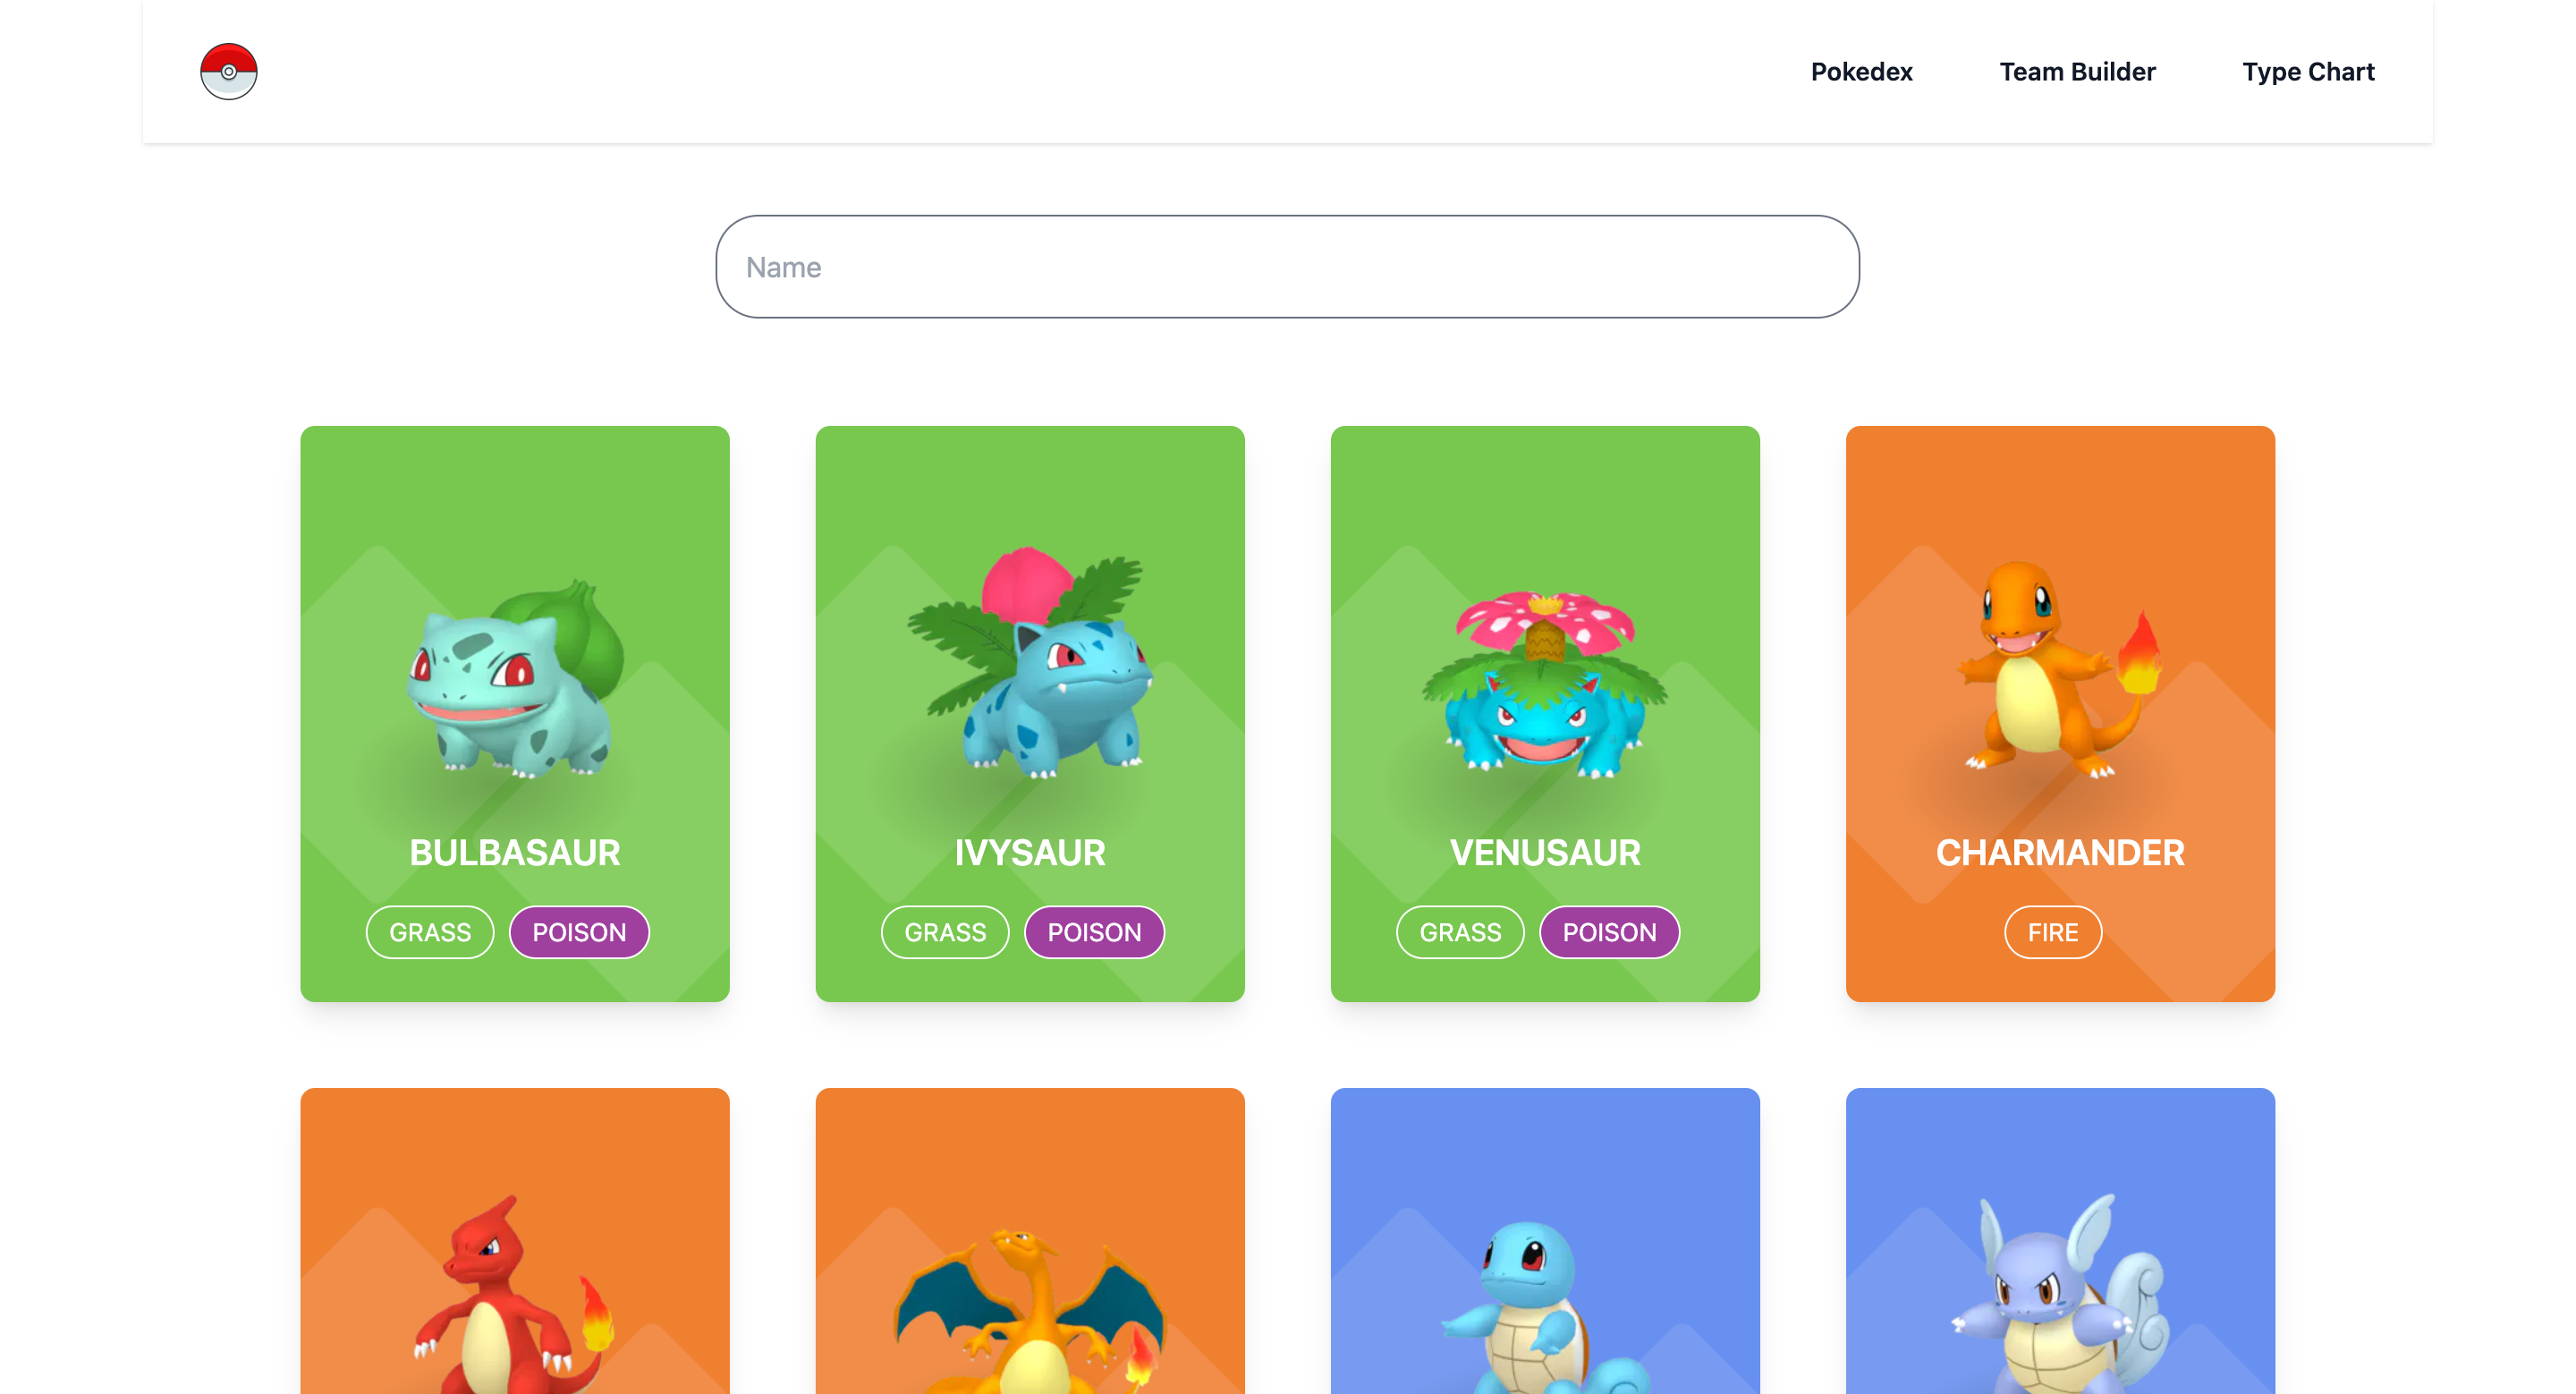 Pokedex Team Builder Type Chart
Name
BULBASAUR
GRASS POISON
IVYSAUR
GRASS POISON
VENUSAUR
GRASS POISON
CHARMANDER
FIRE